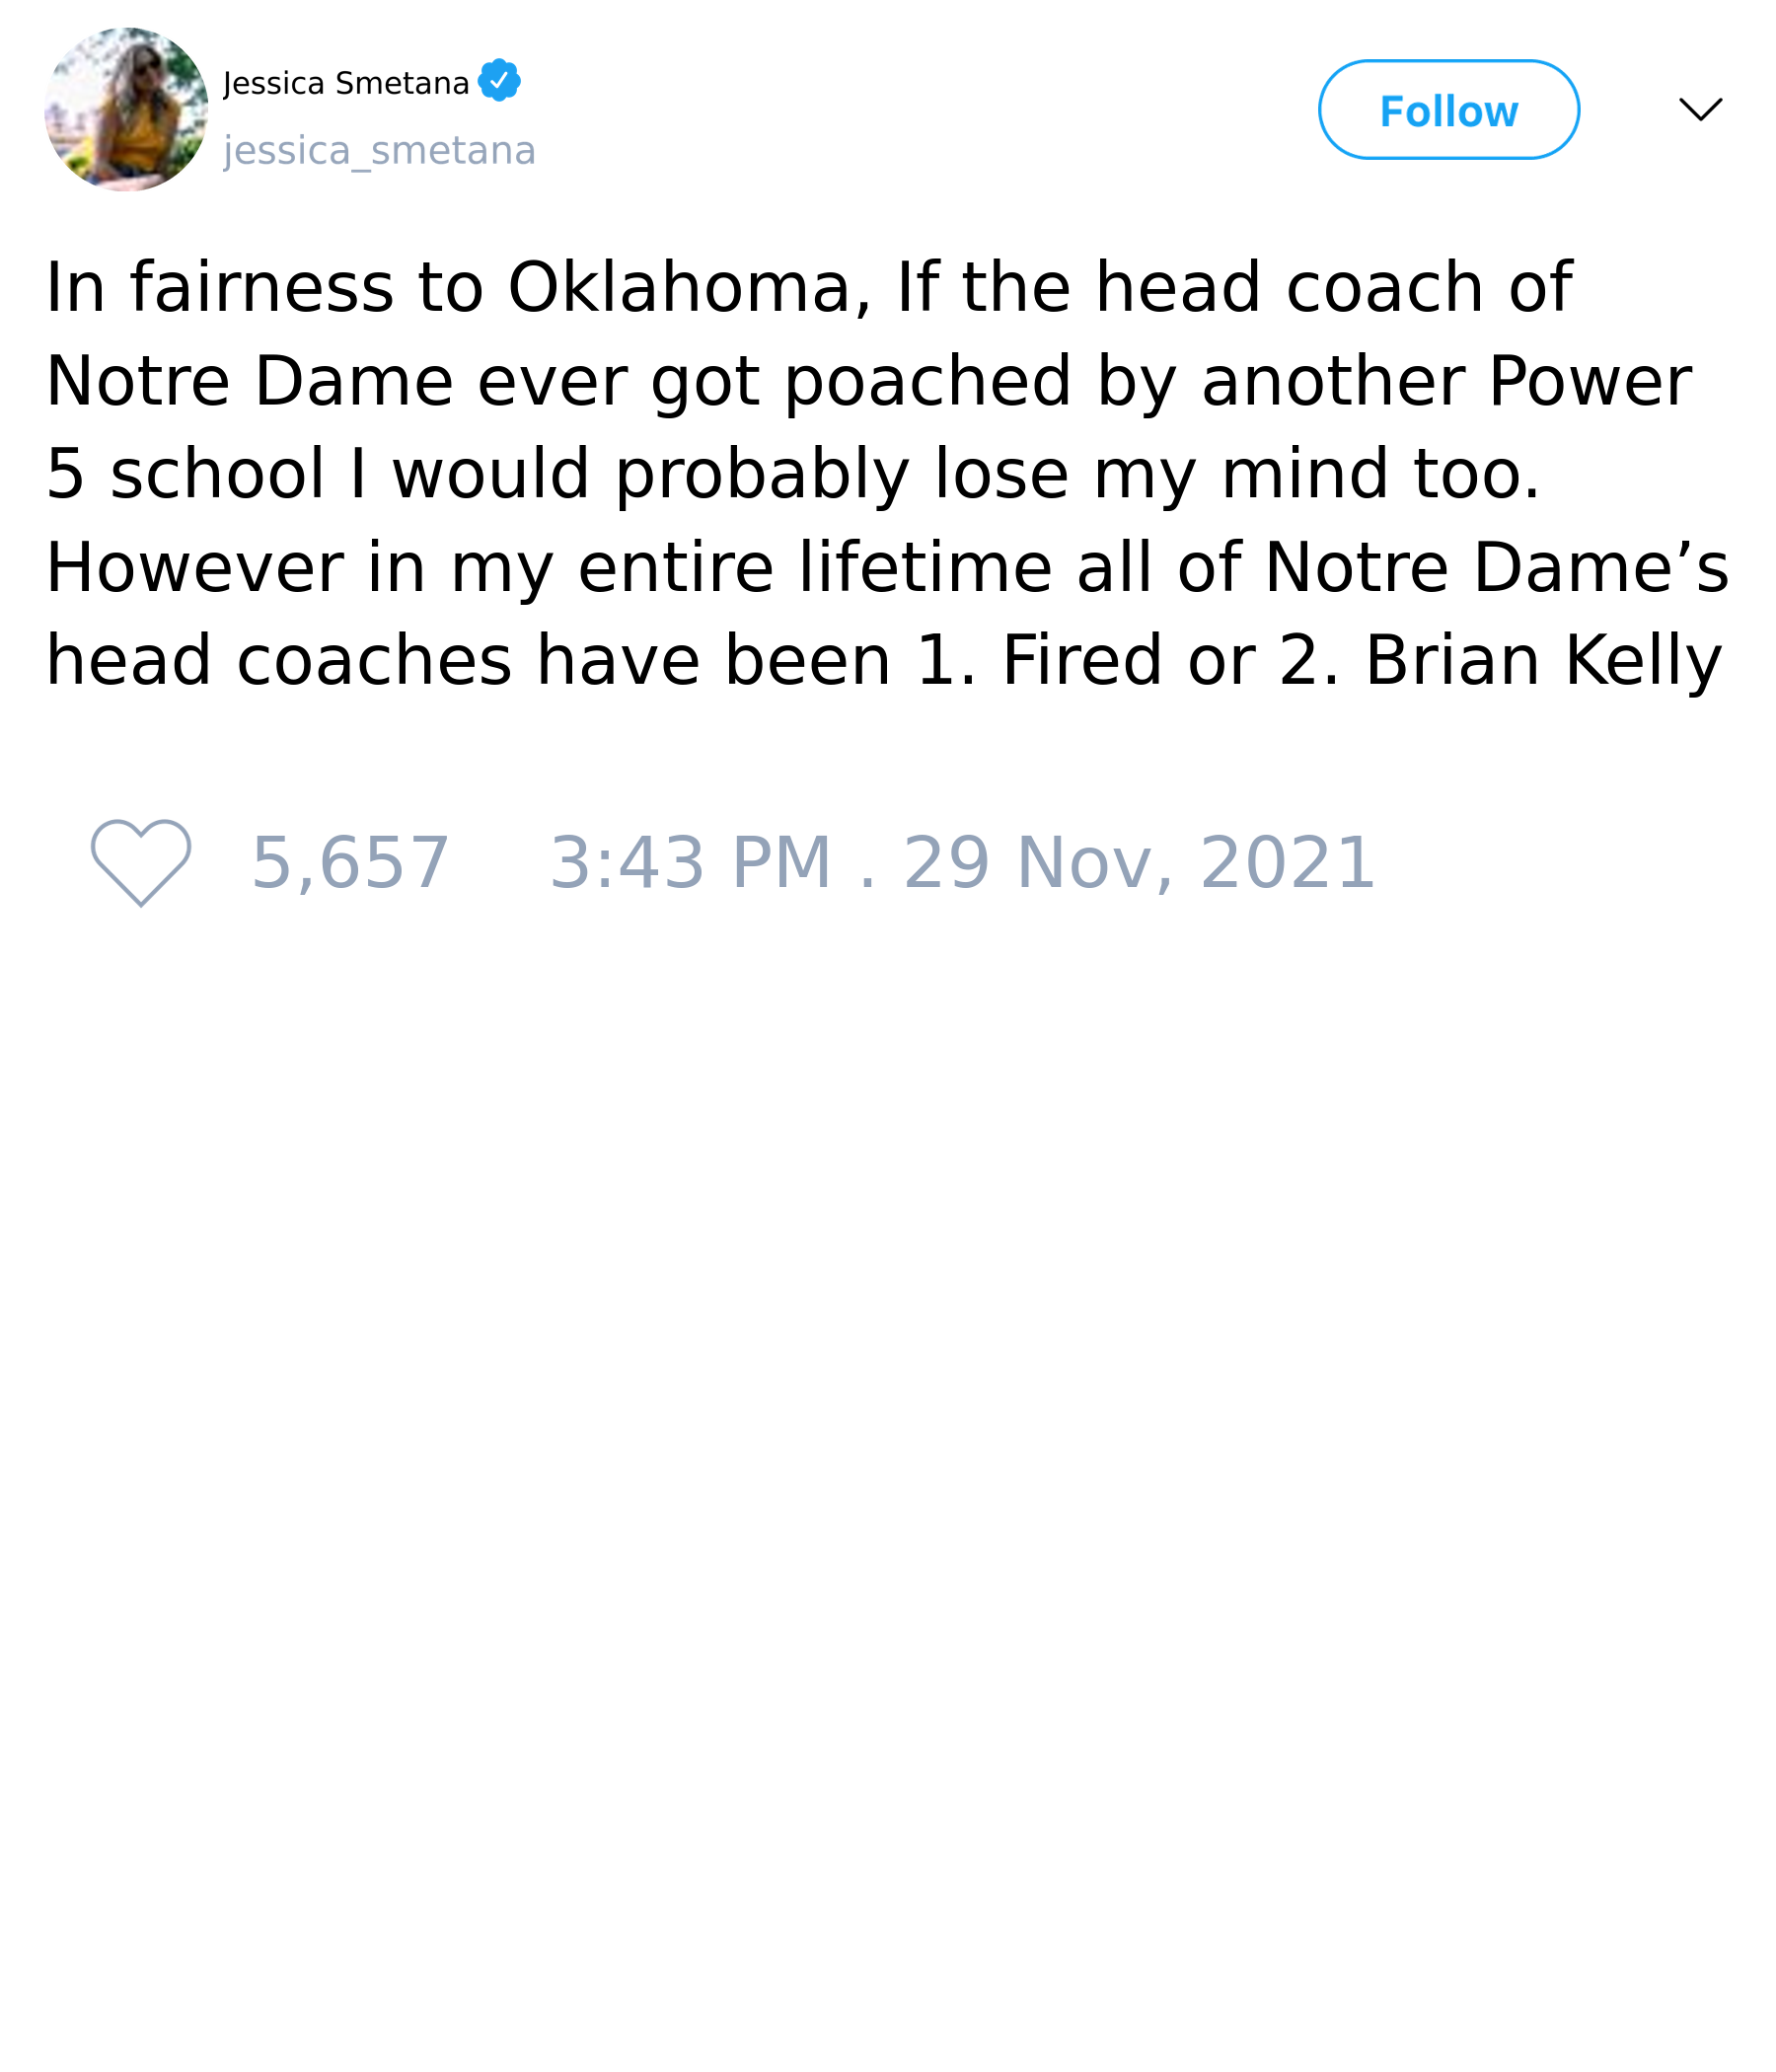 Jessica Smetana
jessica_smetana
Follow
In fairness to Oklahoma, If the head coach of
Notre Dame ever got poached by another Power
5 school I would probably lose my mind too.
However in my entire lifetime all of Notre Dame’s
head coaches have been 1. Fired or 2. Brian Kelly
5,657 3:43 PM . 29 Nov, 2021